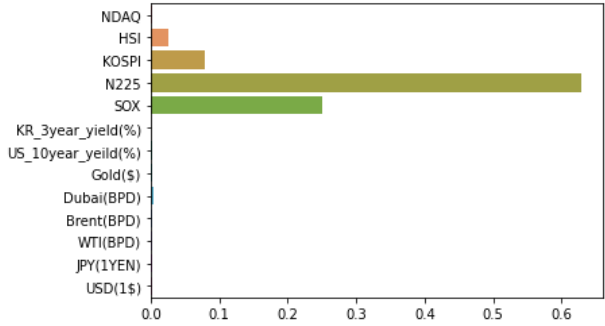 NDAQ
HSI
KOSPI
N225
SOX
KR_3year_yield(%)
US_10year_yeild(%)
Gold($)
Dubai(BPD)
Brent(BPD)
WTI(BPD)
JPY(1YEN)
USD(1$)
0.0 0.1 0.2 0.3 0.4 0.5 0.6